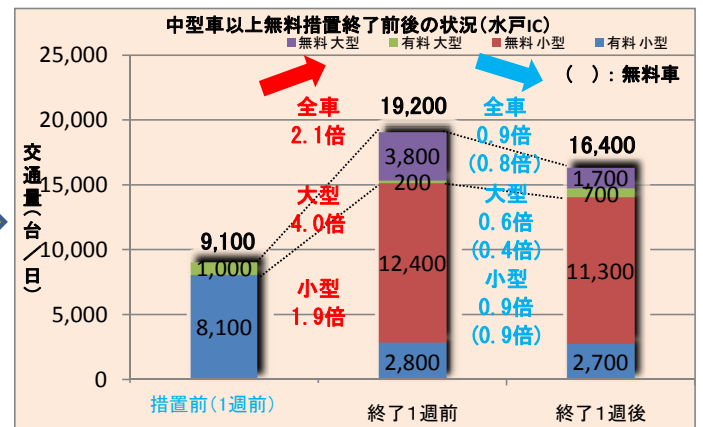 中型車以上無料措置終了前後の状況(水戸IC)
■無料 大型 ■有料 大型 ■無料 小型 ■有料 小型
( ):無料車
交通量(台/日)
25,000
20,000
15,000
10,000
5,000
0
9,100
1,000
8,100
全車
2.1倍
大型
4.0倍
小型
1.9倍
19,200
3,800
200
12,400
2,800
全車
0.9倍
(0.8倍)
大型
0.6倍
(0.4倍)
小型
0.9倍
(0.9倍)
16,400
1,700
700
11,300
2,700
措置前(1週前)
終了1週前
終了1週後